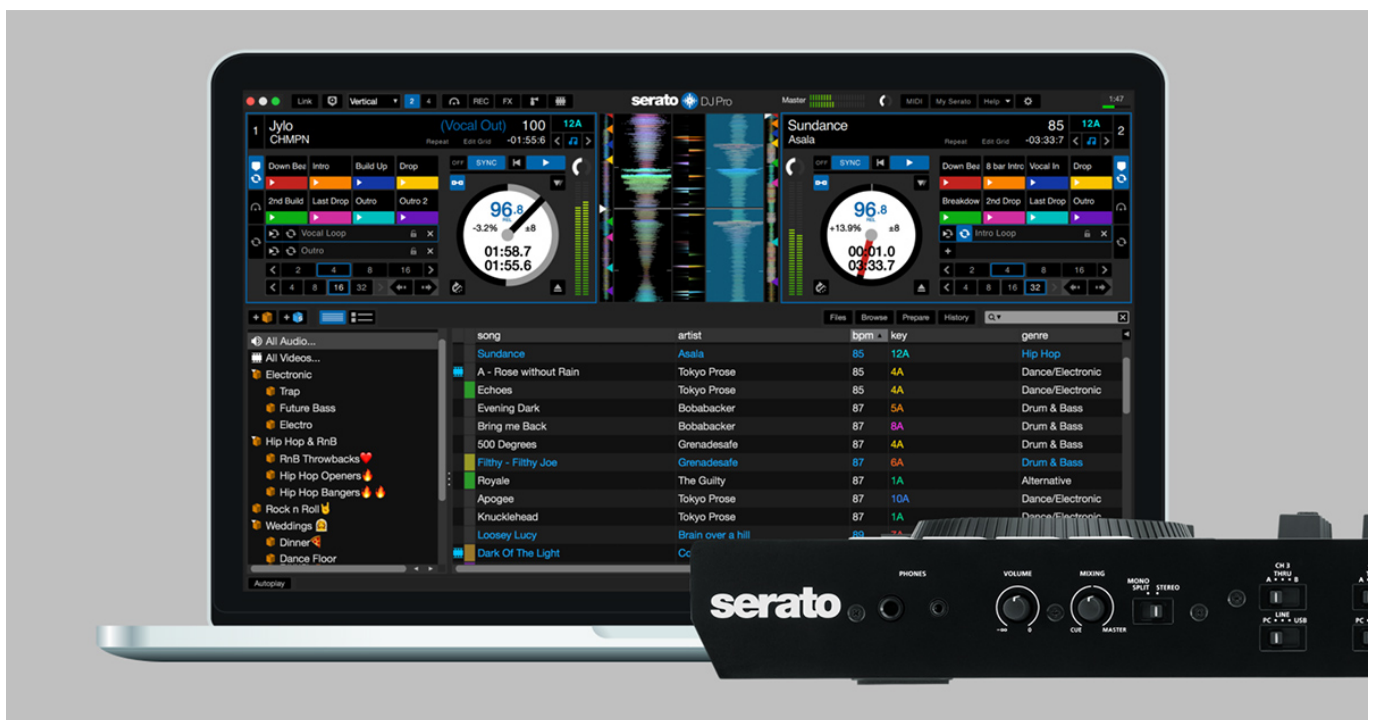 Link Vertical 2 4 REC FX serato DJ Pro Master MIDI My Serato Help 1:47
1 Jylo (Vocal Out) 100 12A
CHMPN Repeat Edit Grid -01:55:6
Sundance 85 12A 2
Asala Repeat Edit Grid -03:33:7
Down Bea Intro Build Up Drop
2nd Build Last Drop Outro Outro 2
Vocal Loop
Outro
2 4 8 16
4 8 16 32
OFF SYNC
96.8
-3.2% ±8
01:58.7
01:55.6
OFF SYNC
96.8
+13.9% ±8
00:01.0
03:33.7
Down Bea 8 bar Intro Vocal In Drop
Breakdow 2nd Drop Last Drop Outro
Intro Loop
+
2 4 8 16
4 8 16 32
+ + Files Browse Prepare History
All Audio...
All Videos...
Electronic
Trap
Future Bass
Electro
Hip Hop & RnB
RnB Throwbacks❤️
Hip Hop Openers🔥
Hip Hop Bangers🔥🔥
Rock n Roll🤘
Weddings 👰
Dinner🍕
Dance Floor
Autoplay
song artist bpm key genre
Sundance Asala 85 12A Hip Hop
A - Rose without Rain Tokyo Prose 85 4A Dance/Electronic
Echoes Tokyo Prose 85 4A Dance/Electronic
Evening Dark Bobabacker 87 5A Drum & Bass
Bring me Back Bobabacker 87 8A Drum & Bass
500 Degrees Grenadesafe 87 4A Drum & Bass
Filthy - Filthy Joe Grenadesafe 87 6A Drum & Bass
Royale The Guilty 87 1A Alternative
Apogee Tokyo Prose 87 10A Dance/Electronic
Knucklehead Tokyo Prose 87 1A Dance/Electronic
Loosey Lucy Brain over a hill 89 7A
Dark Of The Light Co
serato
PHONES
VOLUME
-∞ 0
MIXING
CUE MASTER
MONO
SPLIT STEREO
CH 3
THRU
A B
LINE
PC USB
A
PC